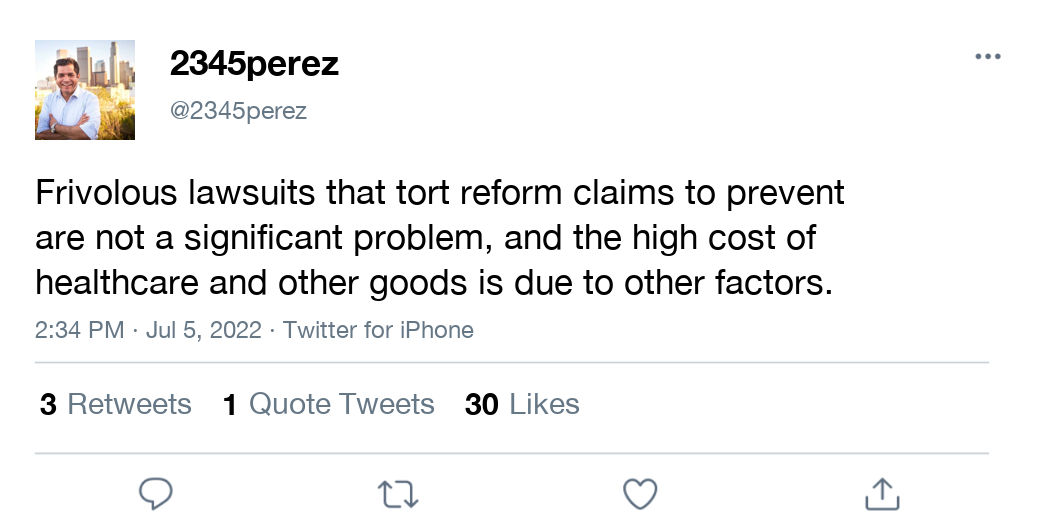 2345perez
@2345perez
Frivolous lawsuits that tort reform claims to prevent
are not a significant problem, and the high cost of
healthcare and other goods is due to other factors.
2:34 PM · Jul 5, 2022 · Twitter for iPhone
3 Retweets 1 Quote Tweets 30 Likes